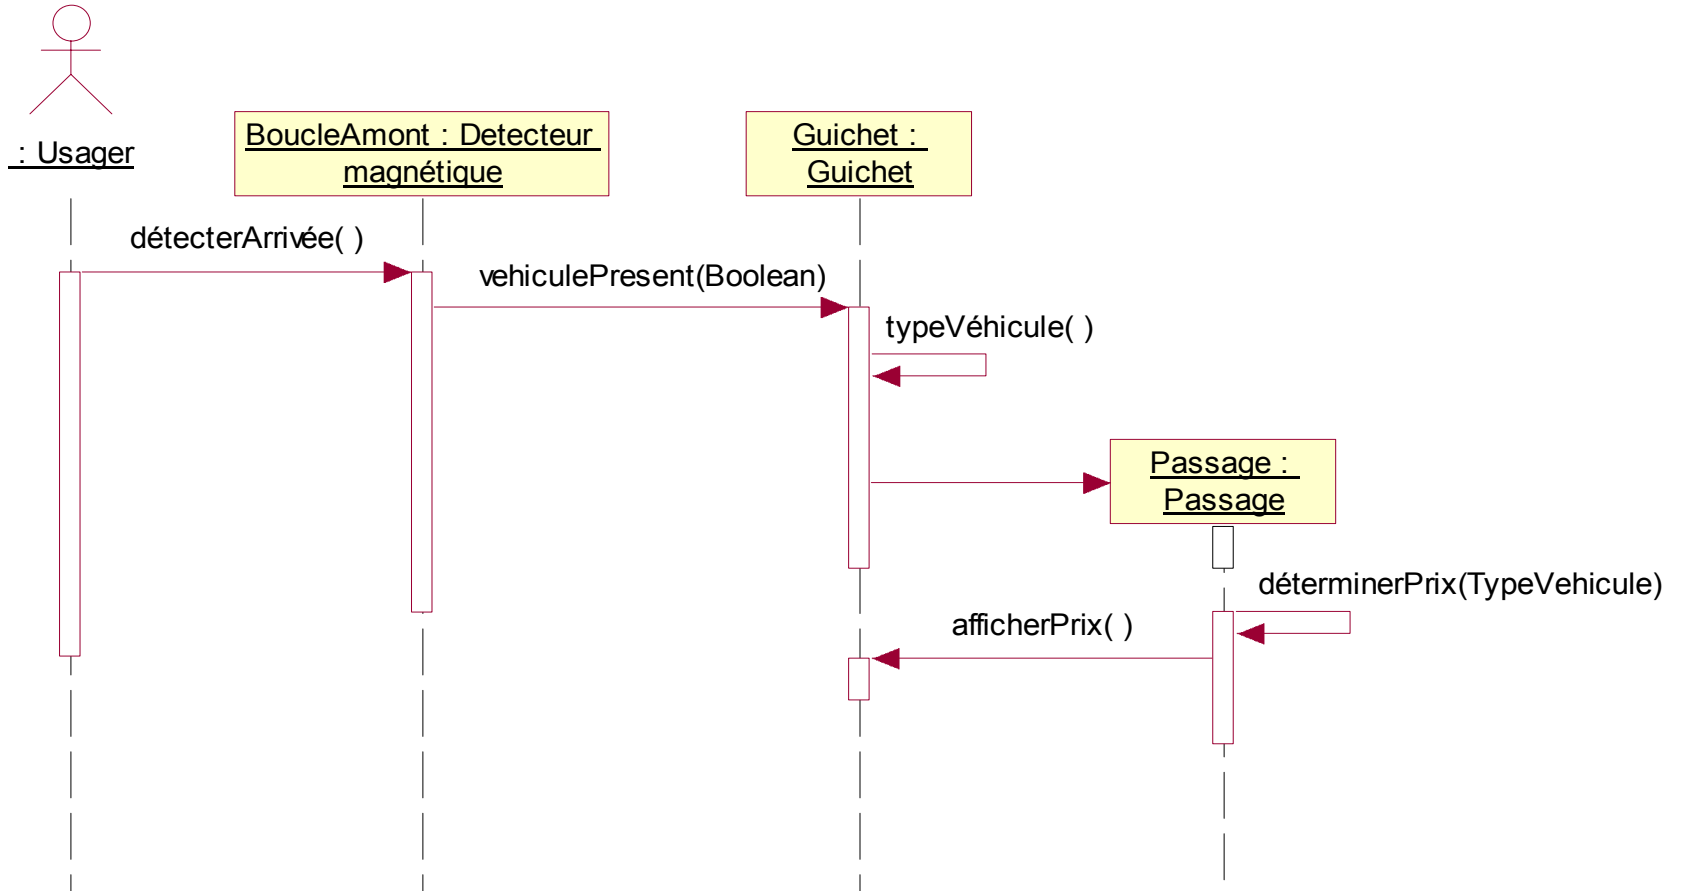 : Usager
BoucleAmont : Detecteur
magnétique
Guichet :
Guichet
détecterArrivée( )
vehiculePresent(Boolean)
typeVéhicule( )
Passage :
Passage
déterminerPrix(TypeVehicule)
afficherPrix( )